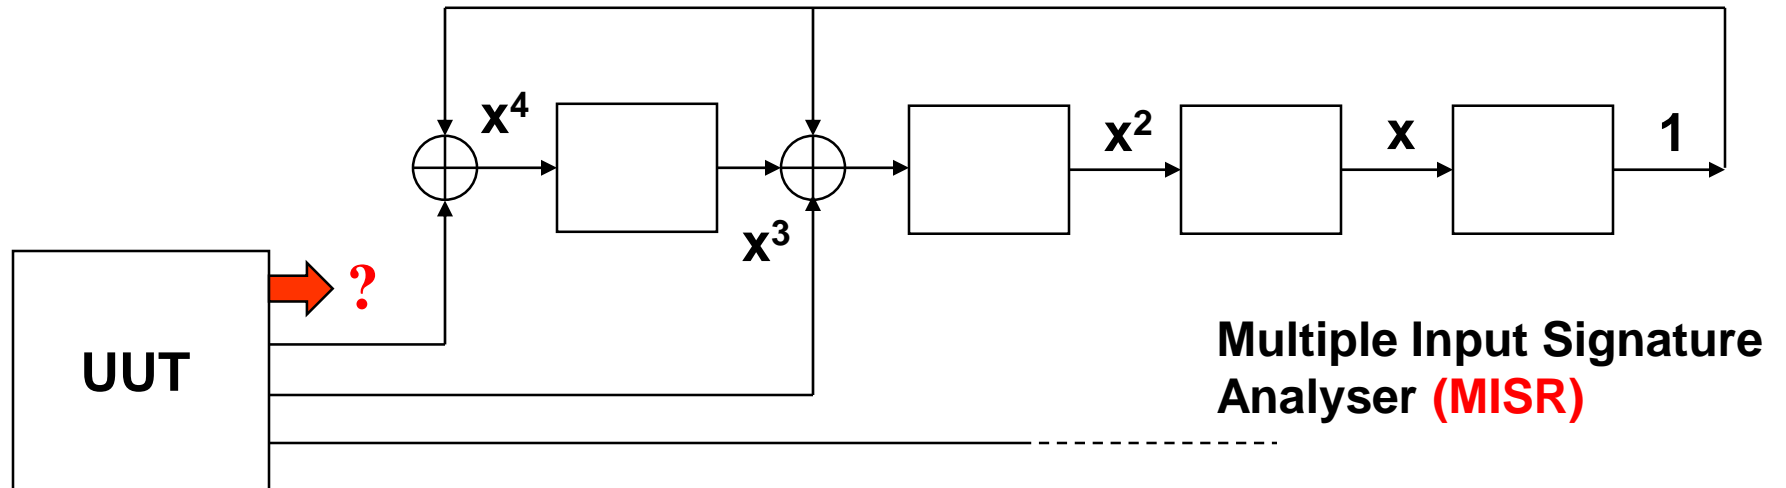 x⁴
x³
x²
x
1
?
UUT
Multiple Input Signature
Analyser (MISR)